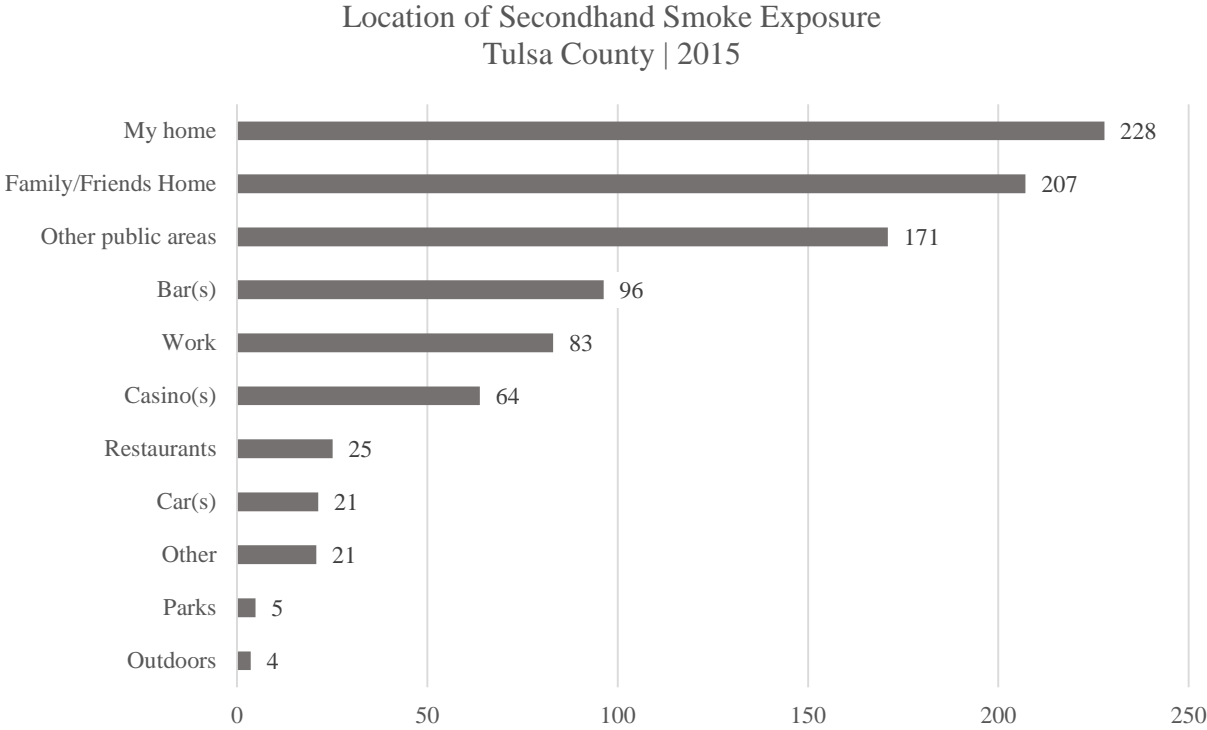 Location of Secondhand Smoke Exposure
Tulsa County | 2015
My home 228
Family/Friends Home 207
Other public areas 171
Bar(s) 96
Work 83
Casino(s) 64
Restaurants 25
Car(s) 21
Other 21
Parks 5
Outdoors 4
0 50 100 150 200 250